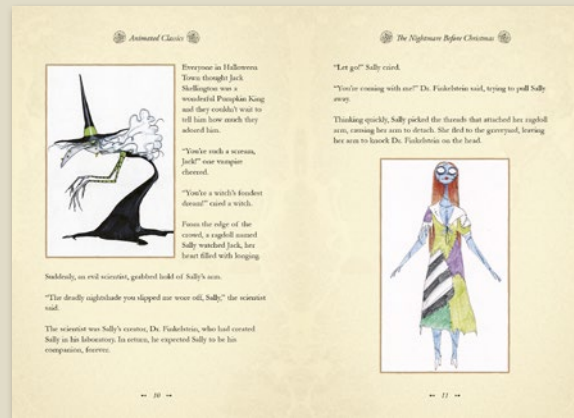 Animated Classics
Everyone in Halloween
Town thought Jack
Skellington was a
wonderful Pumpkin King
and they couldn't wait to
tell him how much they
adored him.
"You're such a scream,
Jack!" one vampire
cheered.
"You're a witch's fondest
dream!" cried a witch.
From the edge of the
crowd, a ragdoll named
Sally watched Jack, her
heart filled with longing.
Suddenly, an evil scientist, grabbed hold of Sally's arm.
"The deadly nightshade you slipped me wore off, Sally," the scientist
said.
The scientist was Sally's creator, Dr. Finkelstein, who had created
Sally in his laboratory. In return, he expected Sally to be his
companion, forever.
10
The Nightmare Before Christmas
"Let go!" Sally cried.
"You're coming with me!" Dr. Finkelstein said, trying to pull Sally
away.
Thinking quickly, Sally picked the threads that attached her ragdoll
arm, causing her arm to detach. She fled to the graveyard, leaving
her arm to knock Dr. Finkelstein on the head.
11